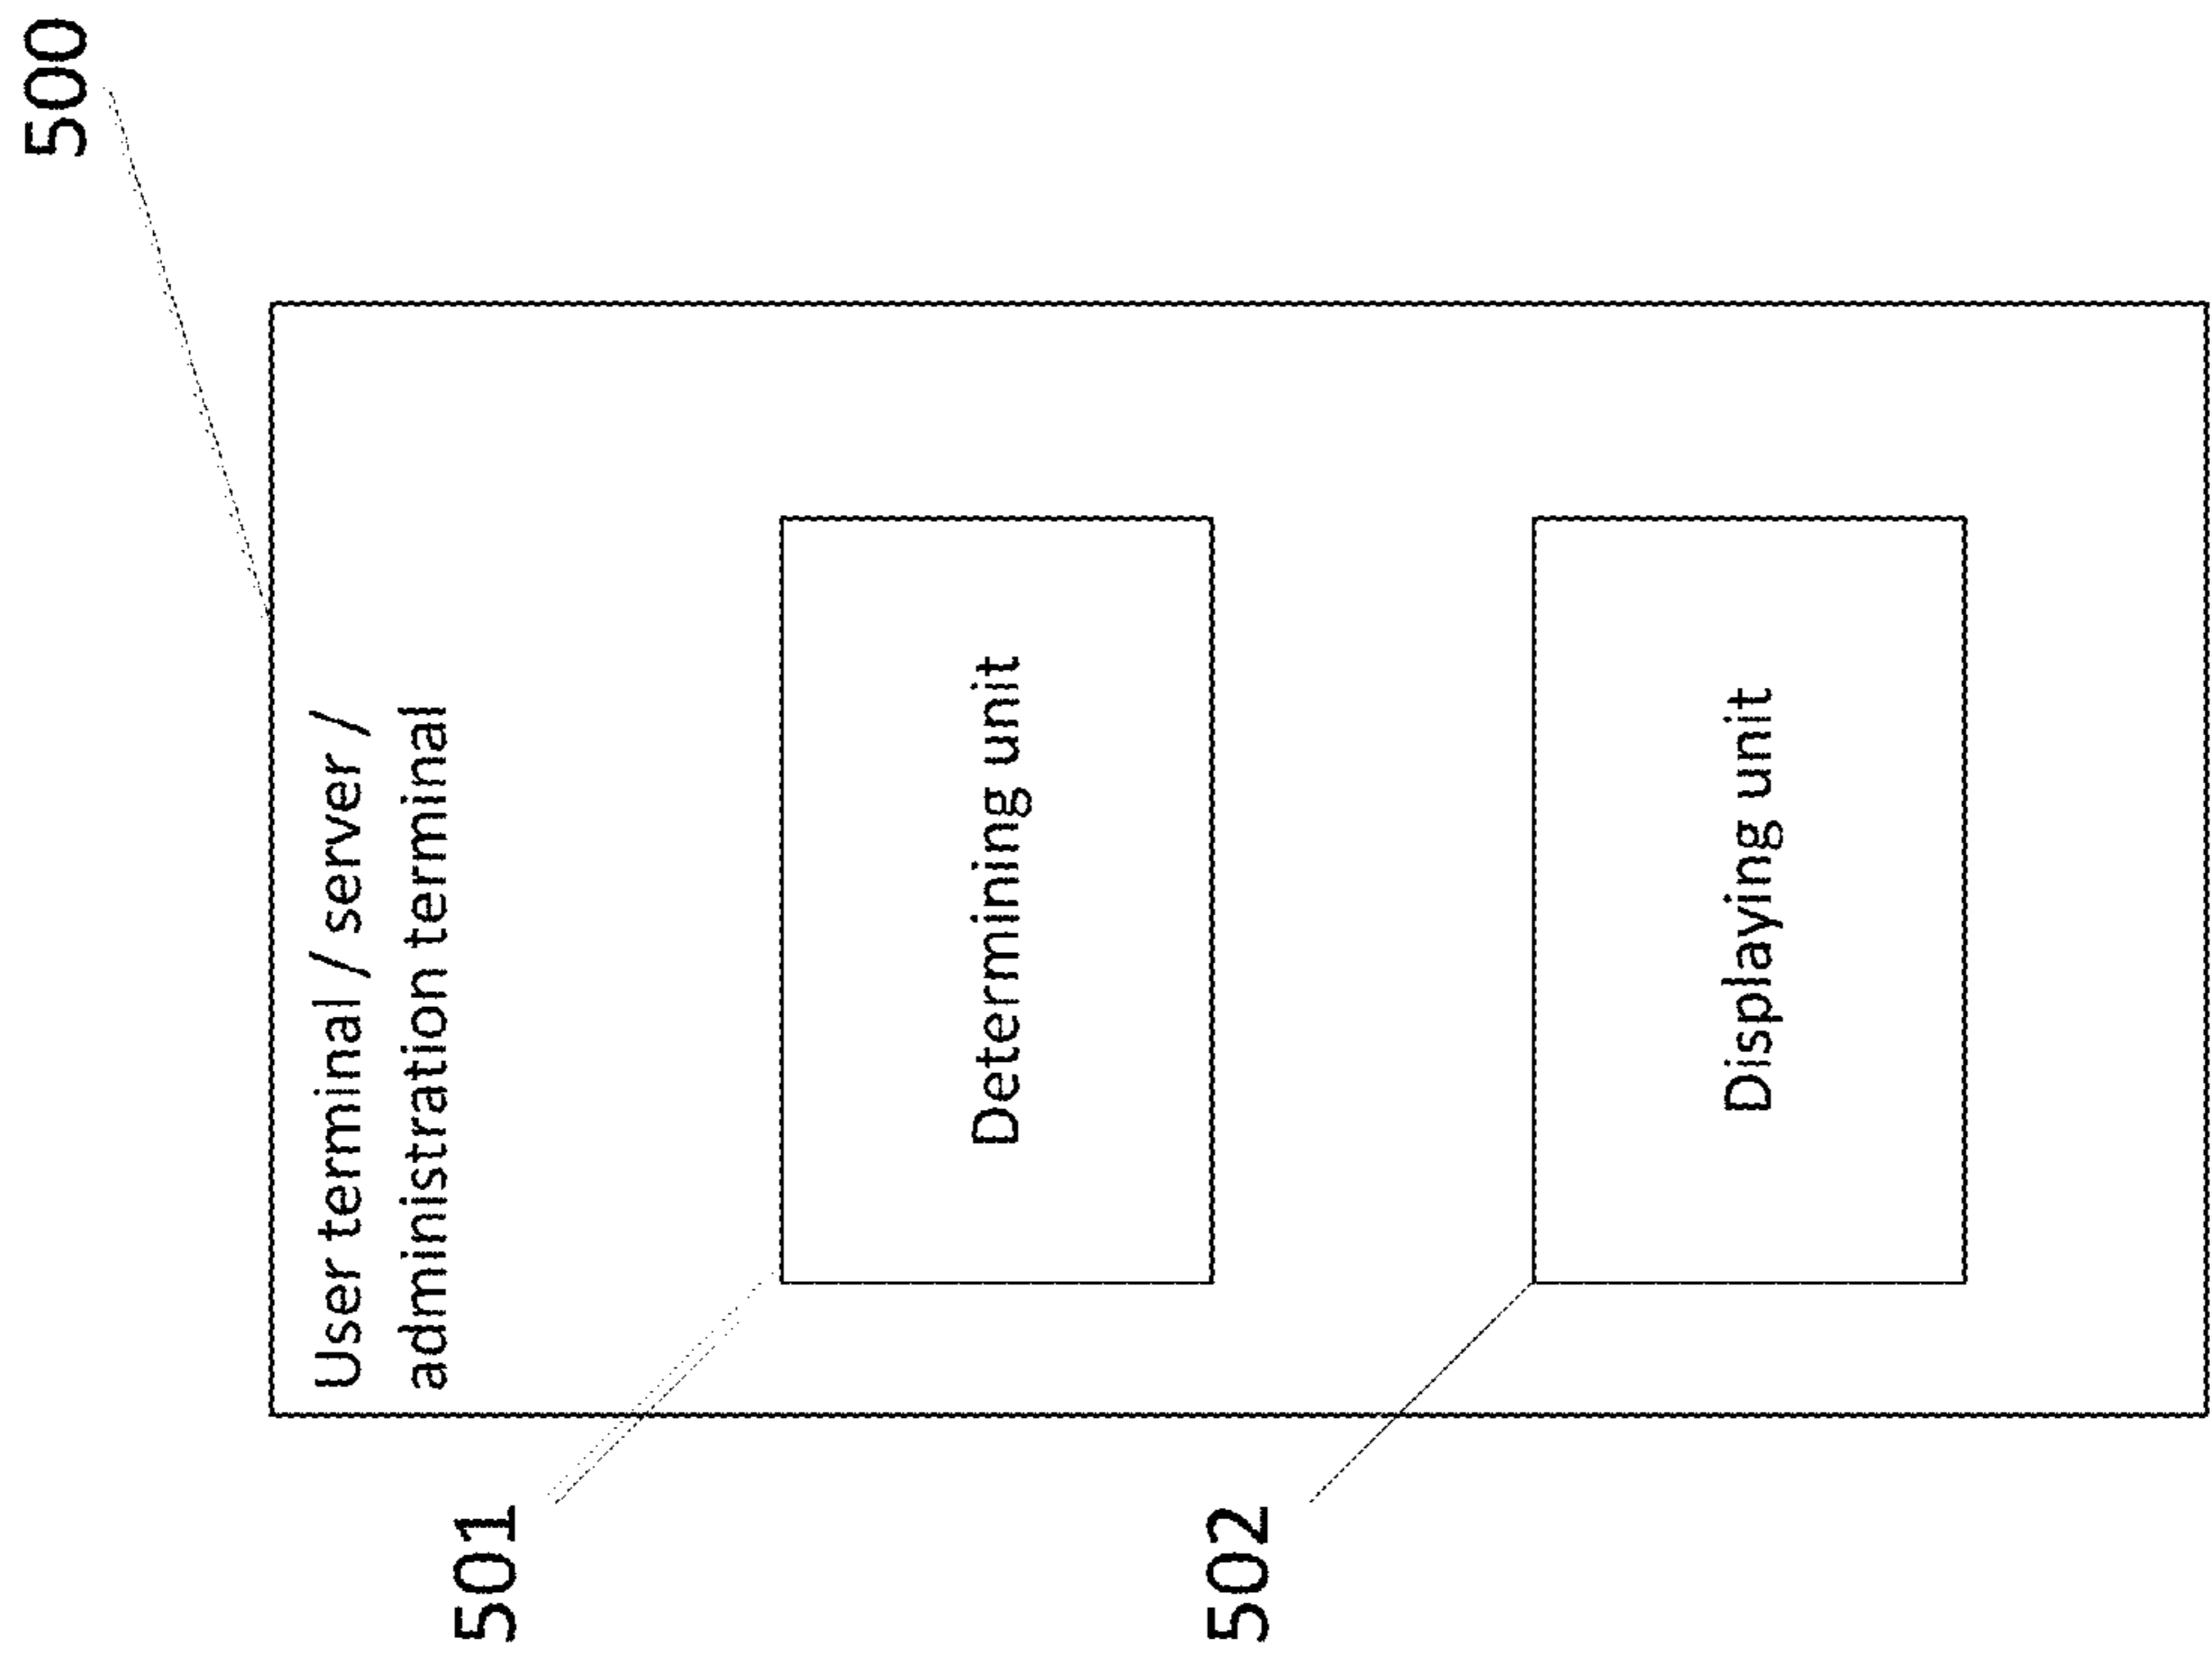 500
User terminal / server /
administration terminal
501
Determining unit
502
Displaying unit